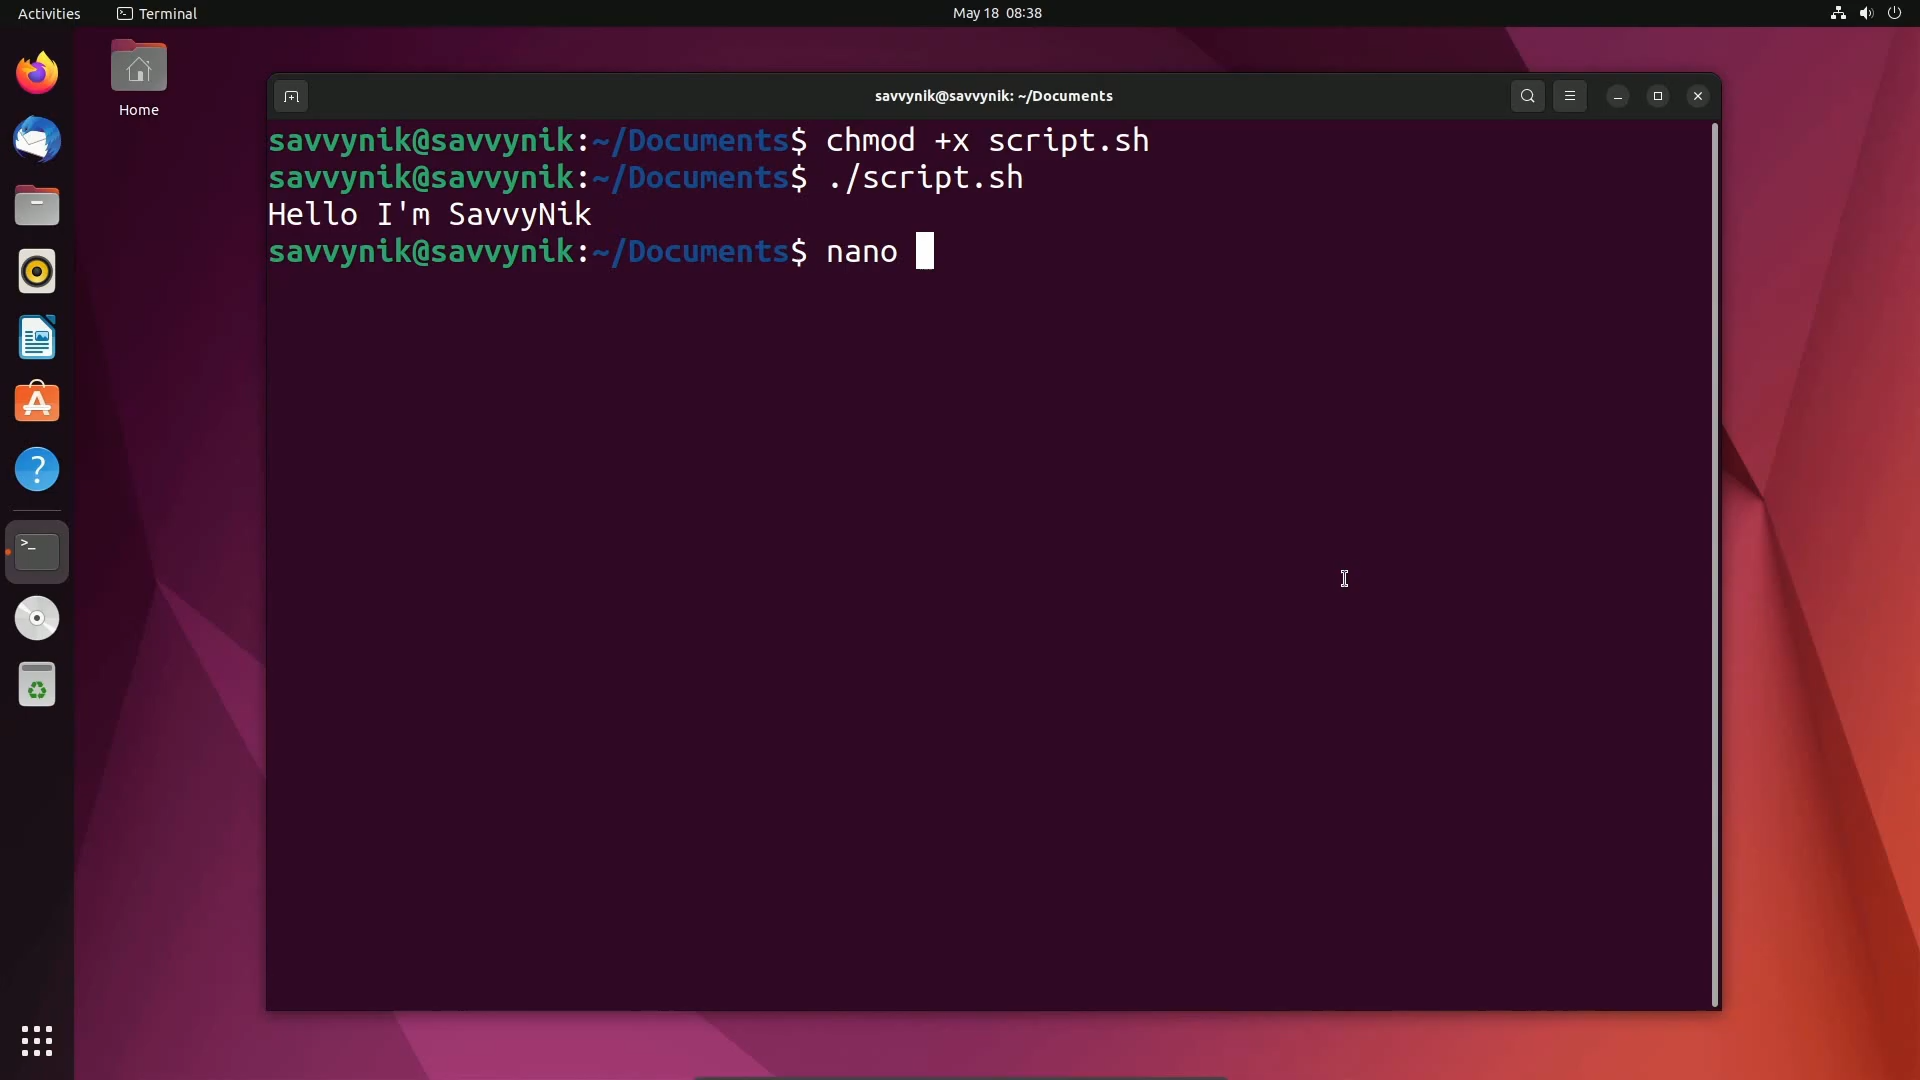 Activities
Terminal
May 18 08:38
Home
savvynik@savvynik: ~/Documents
savvynik@savvynik:~/Documents$ chmod +x script.sh
savvynik@savvynik:~/Documents$ ./script.sh
Hello I'm SavvyNik
savvynik@savvynik:~/Documents$ nano